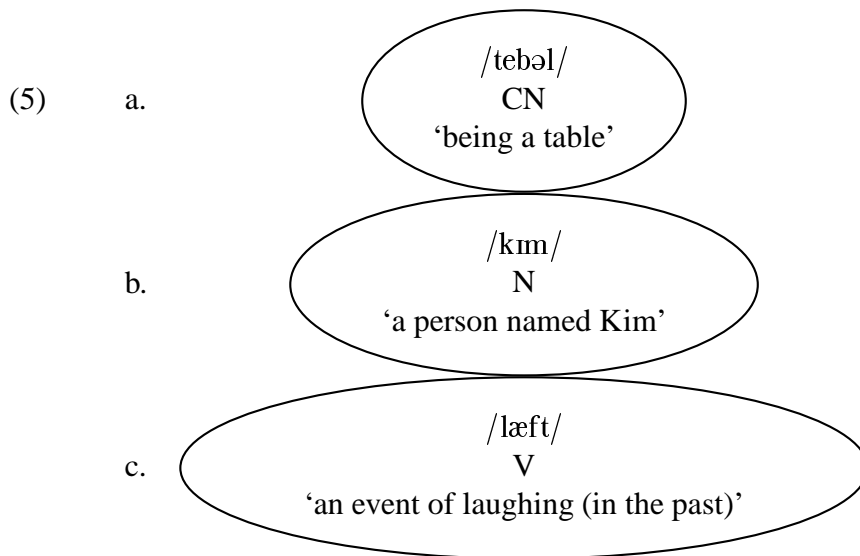 (5)
a.
/tebəl/
CN
‘being a table’
b.
/kɪm/
N
‘a person named Kim’
c.
/læft/
V
‘an event of laughing (in the past)’